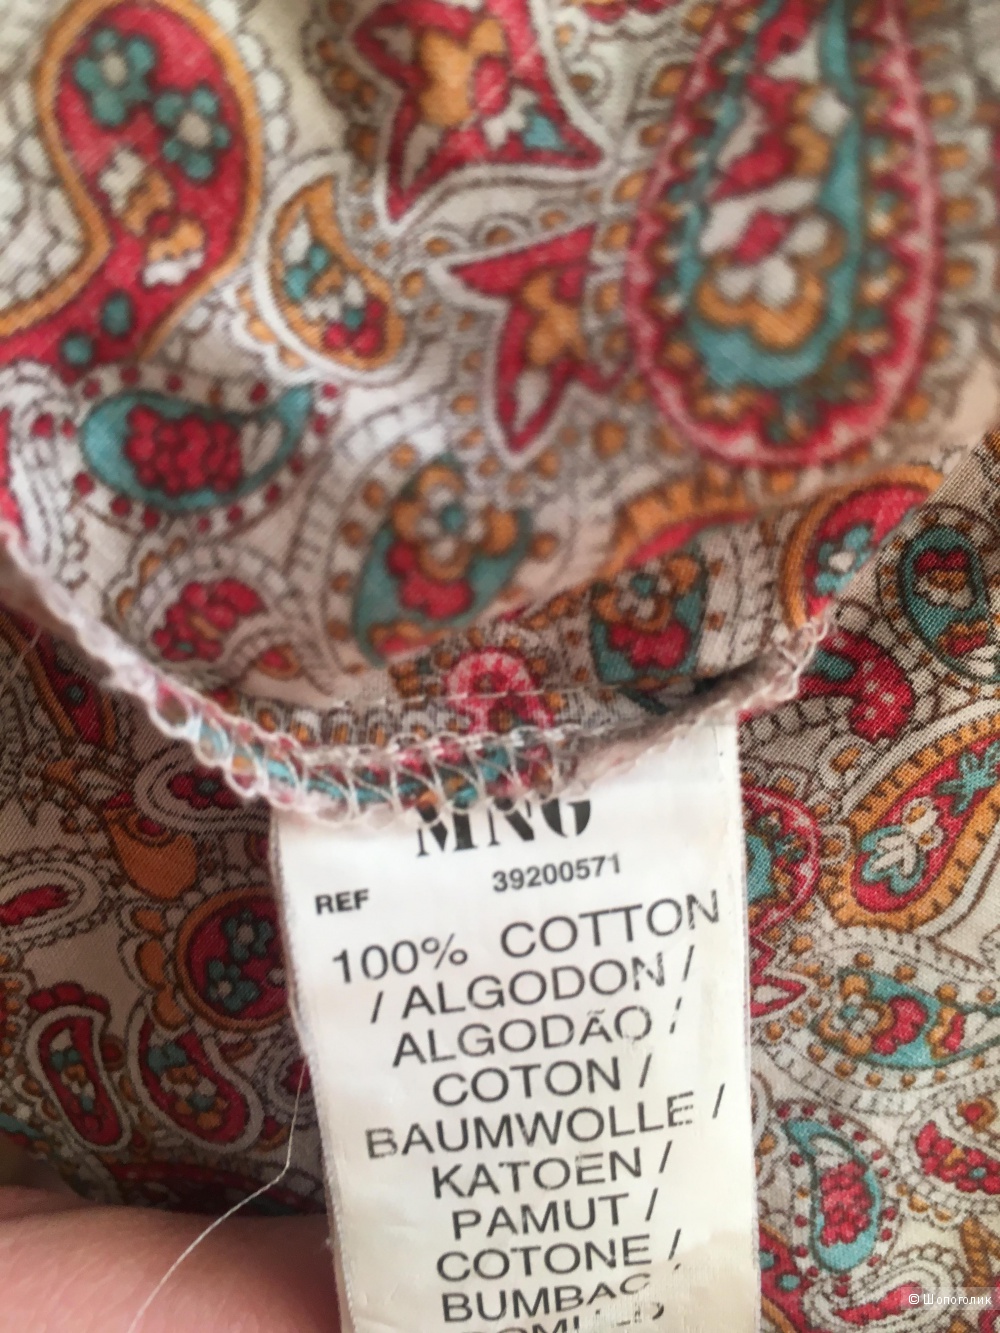 MNG
REF 39200571
100% COTTON
/ ALGODON /
ALGODÃO /
COTON /
BAUMWOLLE /
KATOEN /
PAMUT /
COTONE /
BUMBAC /
© Шопоголик